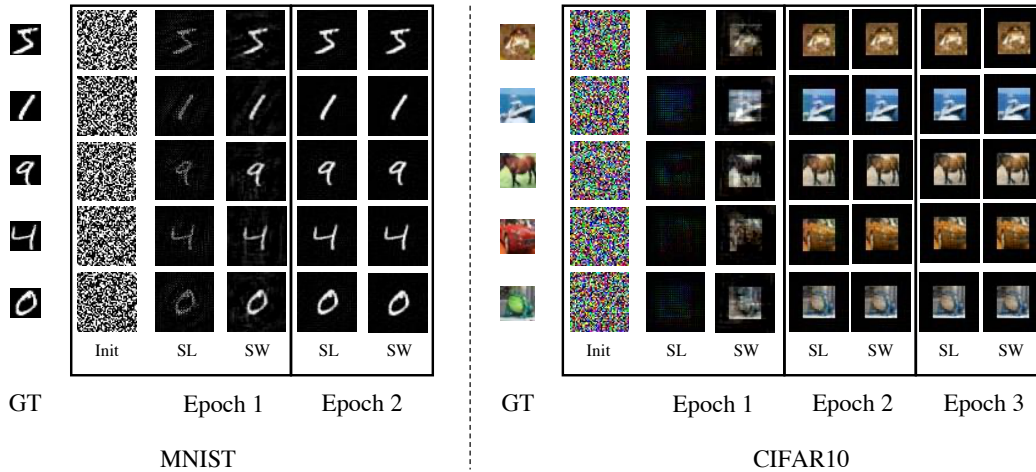 Init SL SW SL SW
GT Epoch 1 Epoch 2
MNIST
Init SL SW SL SW SL SW
GT Epoch 1 Epoch 2 Epoch 3
CIFAR10